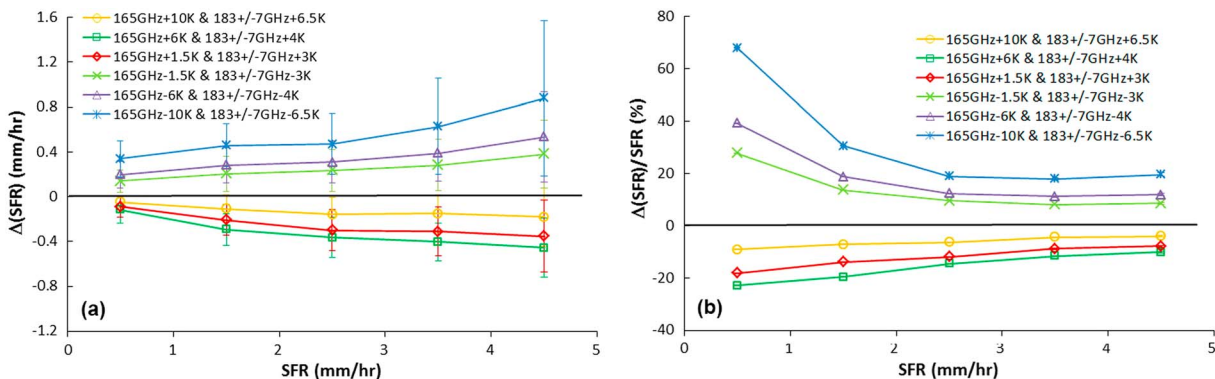 Δ(SFR) (mm/hr)
1.6
1.2
0.8
0.4
0
-0.4
-0.8
-1.2
165GHz+10K & 183+/-7GHz+6.5K
165GHz+6K & 183+/-7GHz+4K
165GHz+1.5K & 183+/-7GHz+3K
165GHz-1.5K & 183+/-7GHz-3K
165GHz-6K & 183+/-7GHz-4K
165GHz-10K & 183+/-7GHz-6.5K
(a)
0 1 2 3 4 5
SFR (mm/hr)
Δ(SFR)/SFR (%)
80
60
40
20
0
-20
-40
165GHz+10K & 183+/-7GHz+6.5K
165GHz+6K & 183+/-7GHz+4K
165GHz+1.5K & 183+/-7GHz+3K
165GHz-1.5K & 183+/-7GHz-3K
165GHz-6K & 183+/-7GHz-4K
165GHz-10K & 183+/-7GHz-6.5K
(b)
0 1 2 3 4 5
SFR (mm/hr)